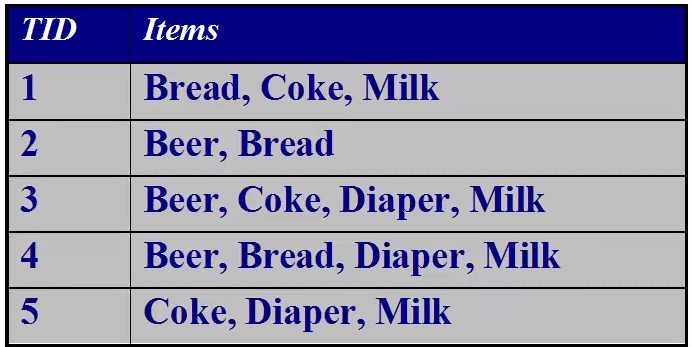 TID Items
1 Bread, Coke, Milk
2 Beer, Bread
3 Beer, Coke, Diaper, Milk
4 Beer, Bread, Diaper, Milk
5 Coke, Diaper, Milk